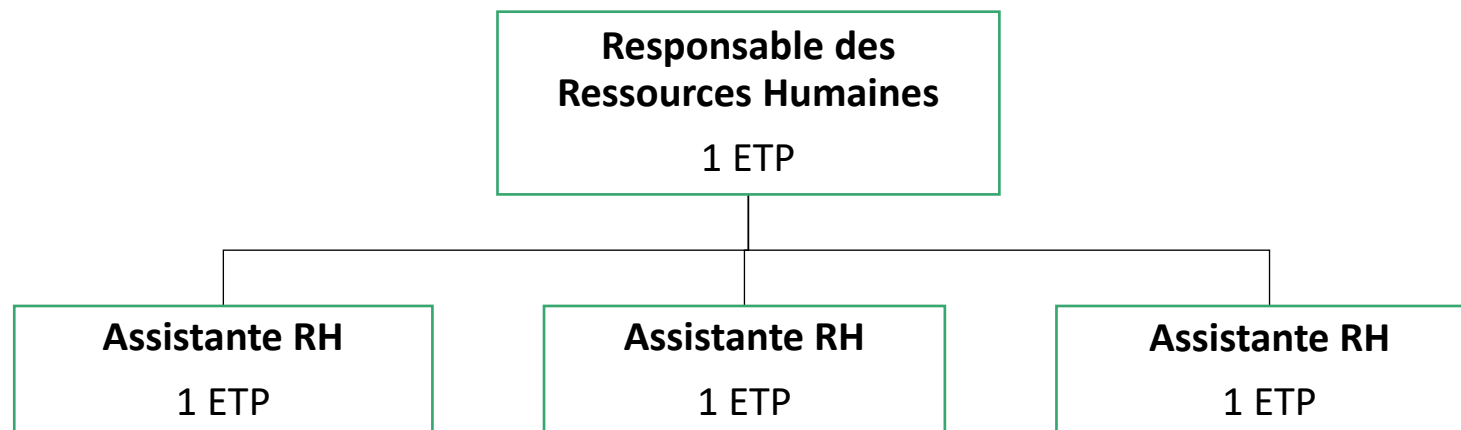 Responsable des
Ressources Humaines
1 ETP
Assistante RH
1 ETP
Assistante RH
1 ETP
Assistante RH
1 ETP